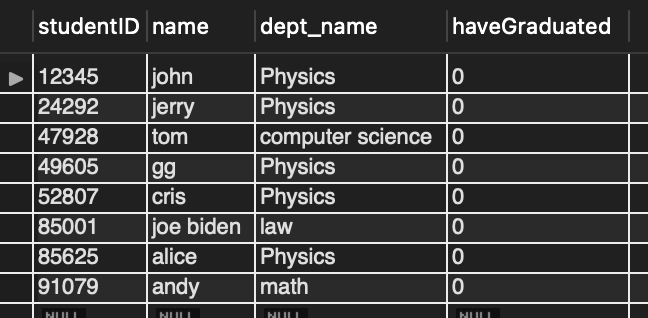 studentID name dept_name haveGraduated
12345 john Physics 0
24292 jerry Physics 0
47928 tom computer science 0
49605 gg Physics 0
52807 cris Physics 0
85001 joe biden law 0
85625 alice Physics 0
91079 andy math 0
NULL NULL NULL NULL